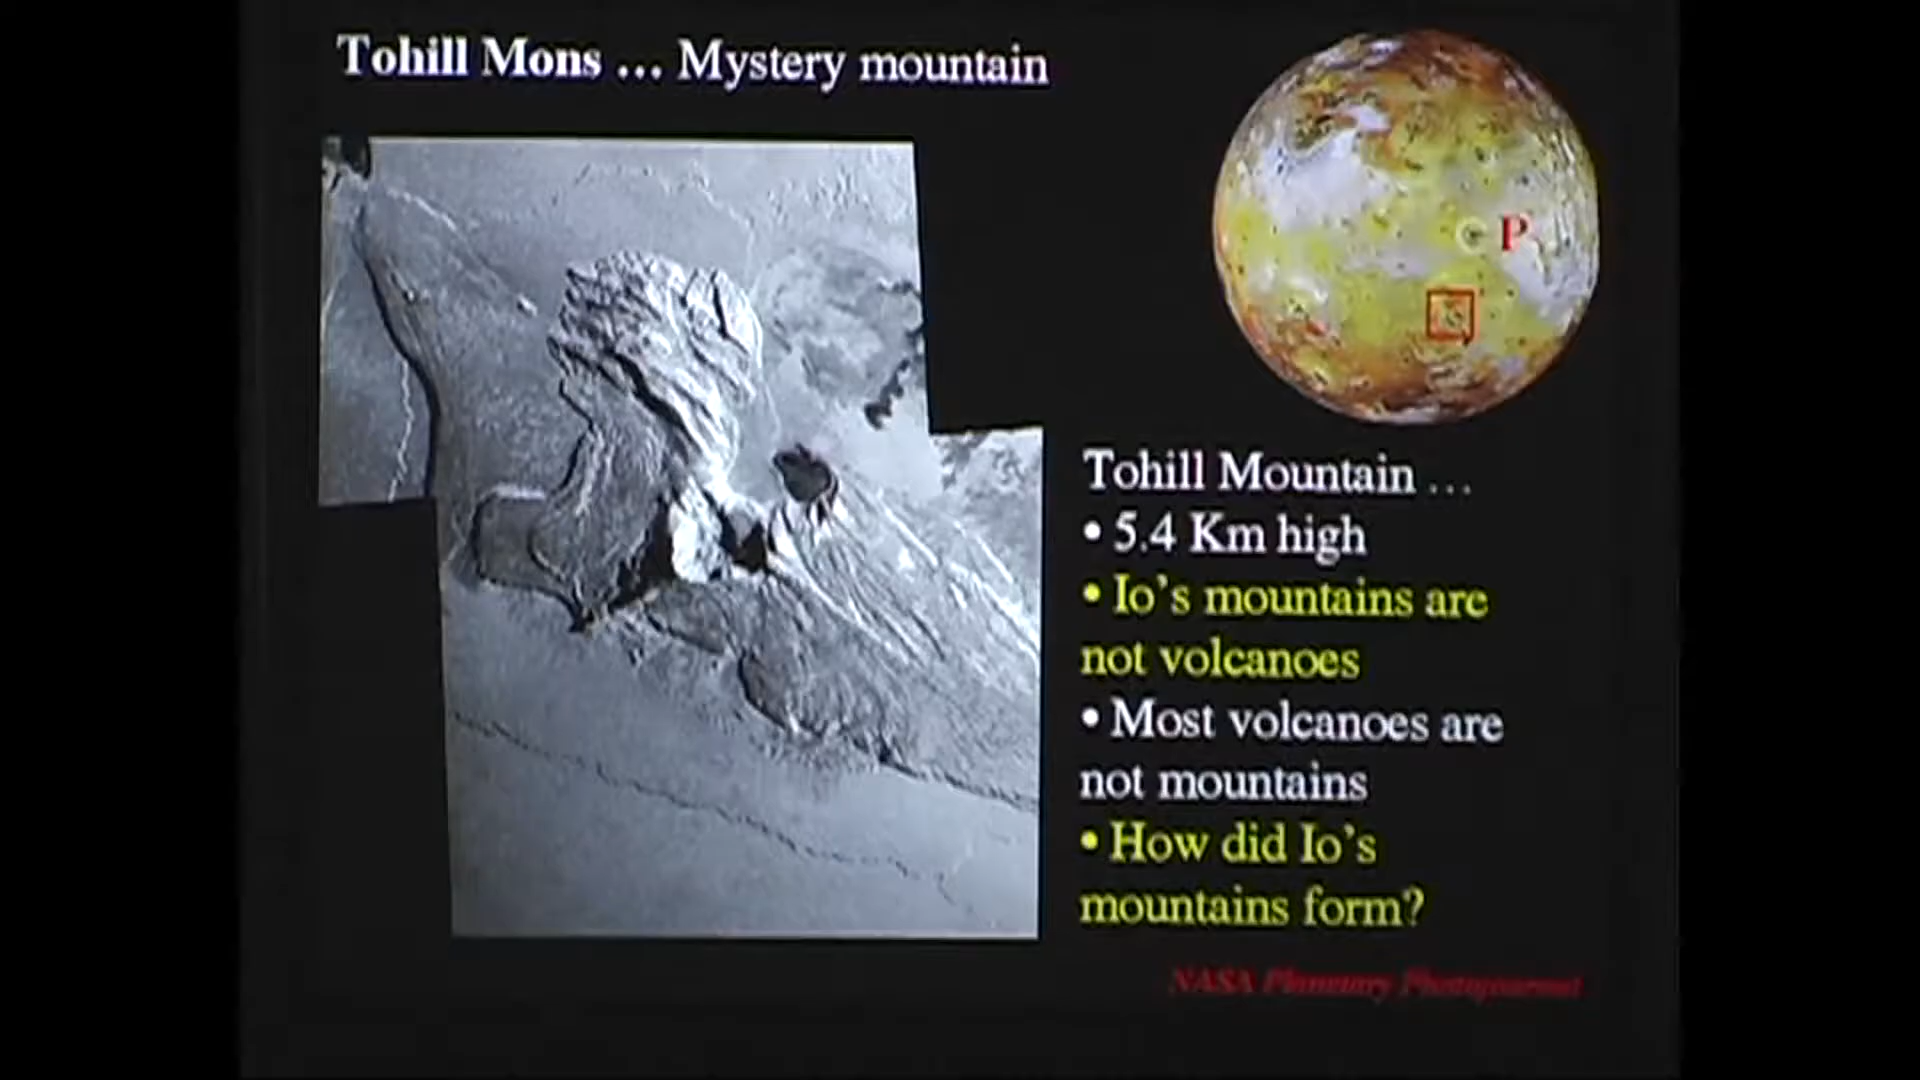 Tohill Mons ... Mystery mountain
P
Tohill Mountain ...
• 5.4 Km high
• Io's mountains are
not volcanoes
• Most volcanoes are
not mountains
• How did Io's
mountains form?
NASA Planetary Photojournal